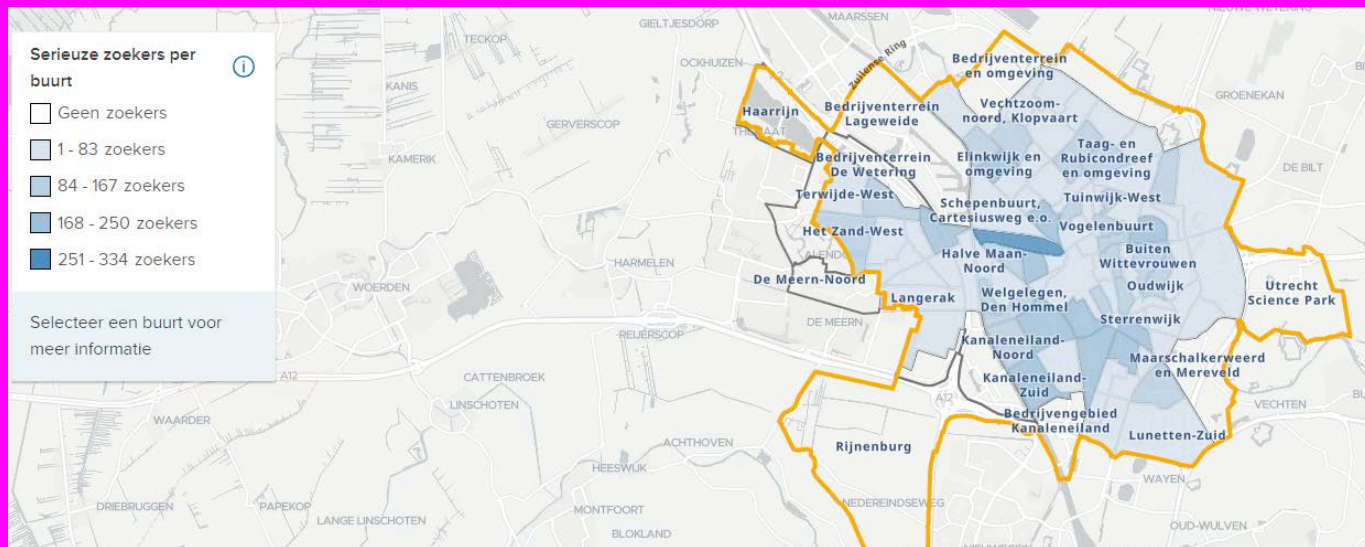 Serieuze zoekers per
buurt
Geen zoekers
1 - 83 zoekers
84 - 167 zoekers
168 - 250 zoekers
251 - 334 zoekers
Selecteer een buurt voor
meer informatie
TECKOP
KANIS
KAMERIK
GERVERSCOP
GIELTJESDORP
OCKHUIZEN
MAARSSEN
Zuilense Ring
Haarrijn
Bedrijventerrein
Lageweide
Bedrijventerrein
en omgeving
Vechtzoom-
noord, Klopvaart
GROENEKAN
Bedrijventerrein
De Wetering
Elinkwijk en
omgeving
Taag- en
Rubicondreef
en omgeving
DE BILT
Terwijde-West
Schepenbuurt,
Cartesiusweg e.o.
Tuinwijk-West
Het Zand-West
Vogelenbuurt
Halve Maan-
Noord
Buiten
Wittevrouwen
HARMELEN
De Meern-Noord
WOERDEN
Langerak
Welgelegen,
Den Hommel
Oudwijk
Utrecht
Science Park
DE MEERN
Sterrenwijk
REIJERSCOP
Kanaleneiland-
Noord
Maarschalkerweerd
en Mereveld
A12
CATTENBROEK
Kanaleneiland-
Zuid
A12
LINSCHOTEN
VECHTEN
WAARDER
Bedrijvengebied
Kanaleneiland
Lunetten-Zuid
ACHTHOVEN
Rijnenburg
HEESWIJK
WAYEN
DRIEBRUGGEN
PAPEKOP
LANGE LINSCHOTEN
MONTFOORT
NEDEREINDSEWEG
OUD-WULVEN
BLOKLAND